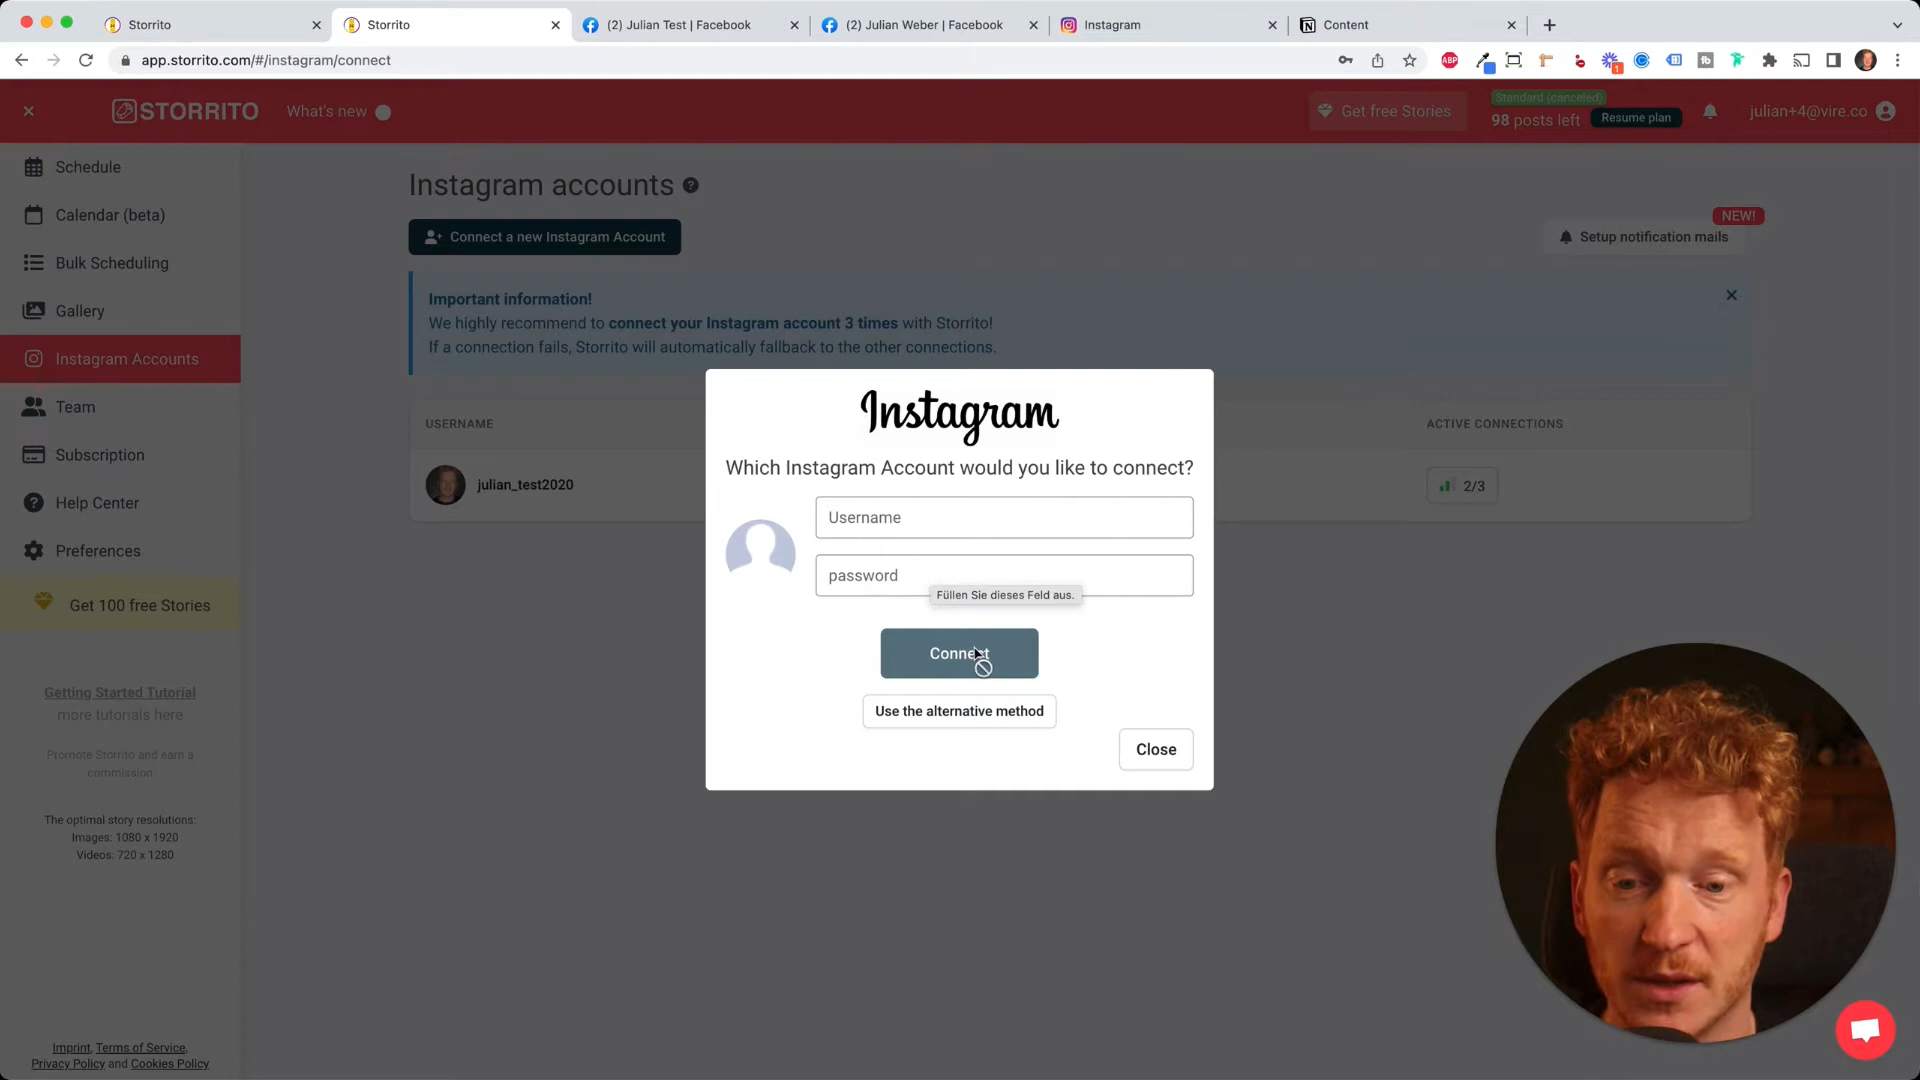 Storrito
Storrito
(2) Julian Test | Facebook
(2) Julian Weber | Facebook
Instagram
Content
app.storrito.com/#/instagram/connect
ABP
1
STORRITO
What's new
Get free Stories
Standard (canceled)
98 posts left
Resume plan
julian+4@vire.co
Schedule
Calendar (beta)
Bulk Scheduling
Gallery
Instagram Accounts
Team
Subscription
Help Center
Preferences
Get 100 free Stories
Getting Started Tutorial
more tutorials here
Promote Storrito and earn a
commission
The optimal story resolutions:
Images: 1080 x 1920
Videos: 720 x 1280
Imprint, Terms of Service,
Privacy Policy and Cookies Policy
Instagram accounts
Connect a new Instagram Account
NEW!
Setup notification mails
Important information!
We highly recommend to connect your Instagram account 3 times with Storrito!
If a connection fails, Storrito will automatically fallback to the other connections.
USERNAME
ACTIVE CONNECTIONS
julian_test2020
2/3
Instagram
Which Instagram Account would you like to connect?
Username
password
Füllen Sie dieses Feld aus.
Connect
Use the alternative method
Close